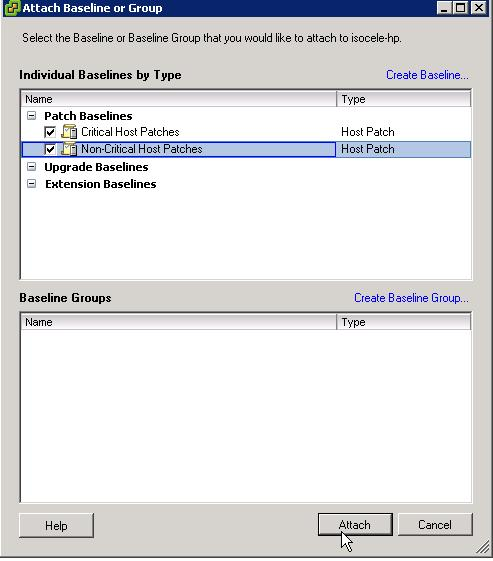 Attach Baseline or Group
Select the Baseline or Baseline Group that you would like to attach to isocele-hp.
Individual Baselines by Type Create Baseline...
Name Type
Patch Baselines
Critical Host Patches Host Patch
Non-Critical Host Patches Host Patch
Upgrade Baselines
Extension Baselines
Baseline Groups Create Baseline Group...
Name Type
Help Attach Cancel